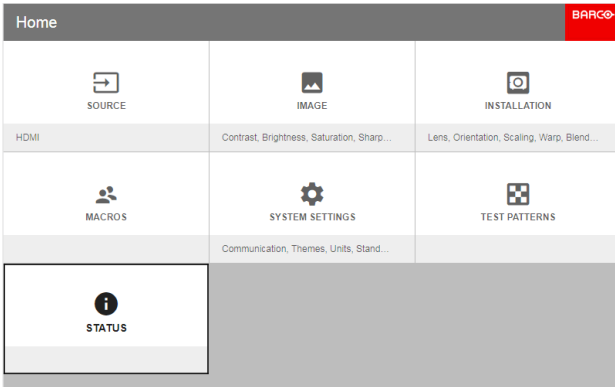 Home
BARCO
SOURCE
IMAGE
INSTALLATION
HDMI
Contrast, Brightness, Saturation, Sharp...
Lens, Orientation, Scaling, Warp, Blend...
MACROS
SYSTEM SETTINGS
TEST PATTERNS
Communication, Themes, Units, Stand...
STATUS